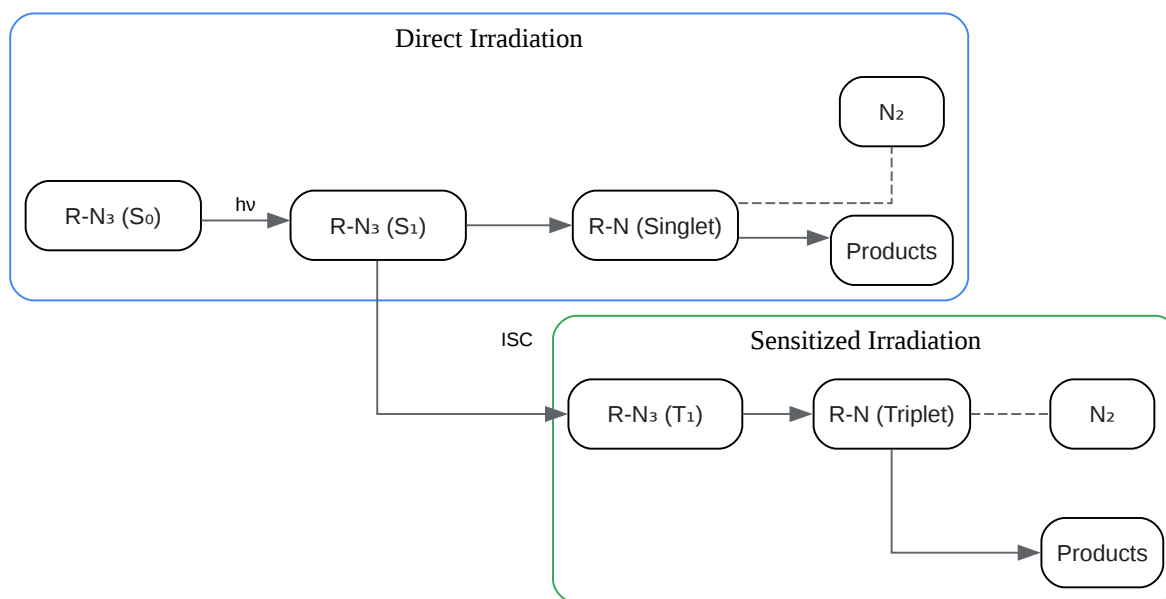 Direct Irradiation
N₂
R-N₃ (S₀)
hν
R-N₃ (S₁)
R-N (Singlet)
Products
ISC
Sensitized Irradiation
R-N₃ (T₁)
R-N (Triplet)
N₂
Products